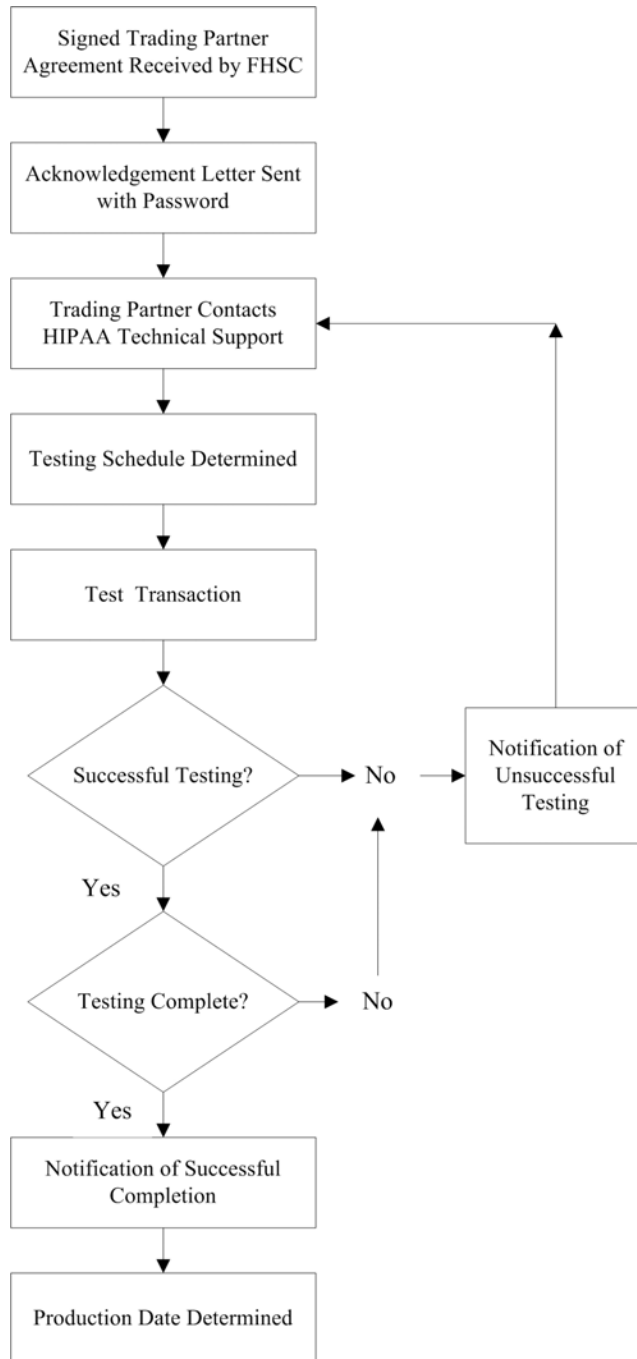 Signed Trading Partner
Agreement Received by FHSC
Acknowledgement Letter Sent
with Password
Trading Partner Contacts
HIPAA Technical Support
Testing Schedule Determined
Test Transaction
Successful Testing?
No
Notification of
Unsuccessful
Testing
Yes
Testing Complete?
No
Yes
Notification of Successful
Completion
Production Date Determined